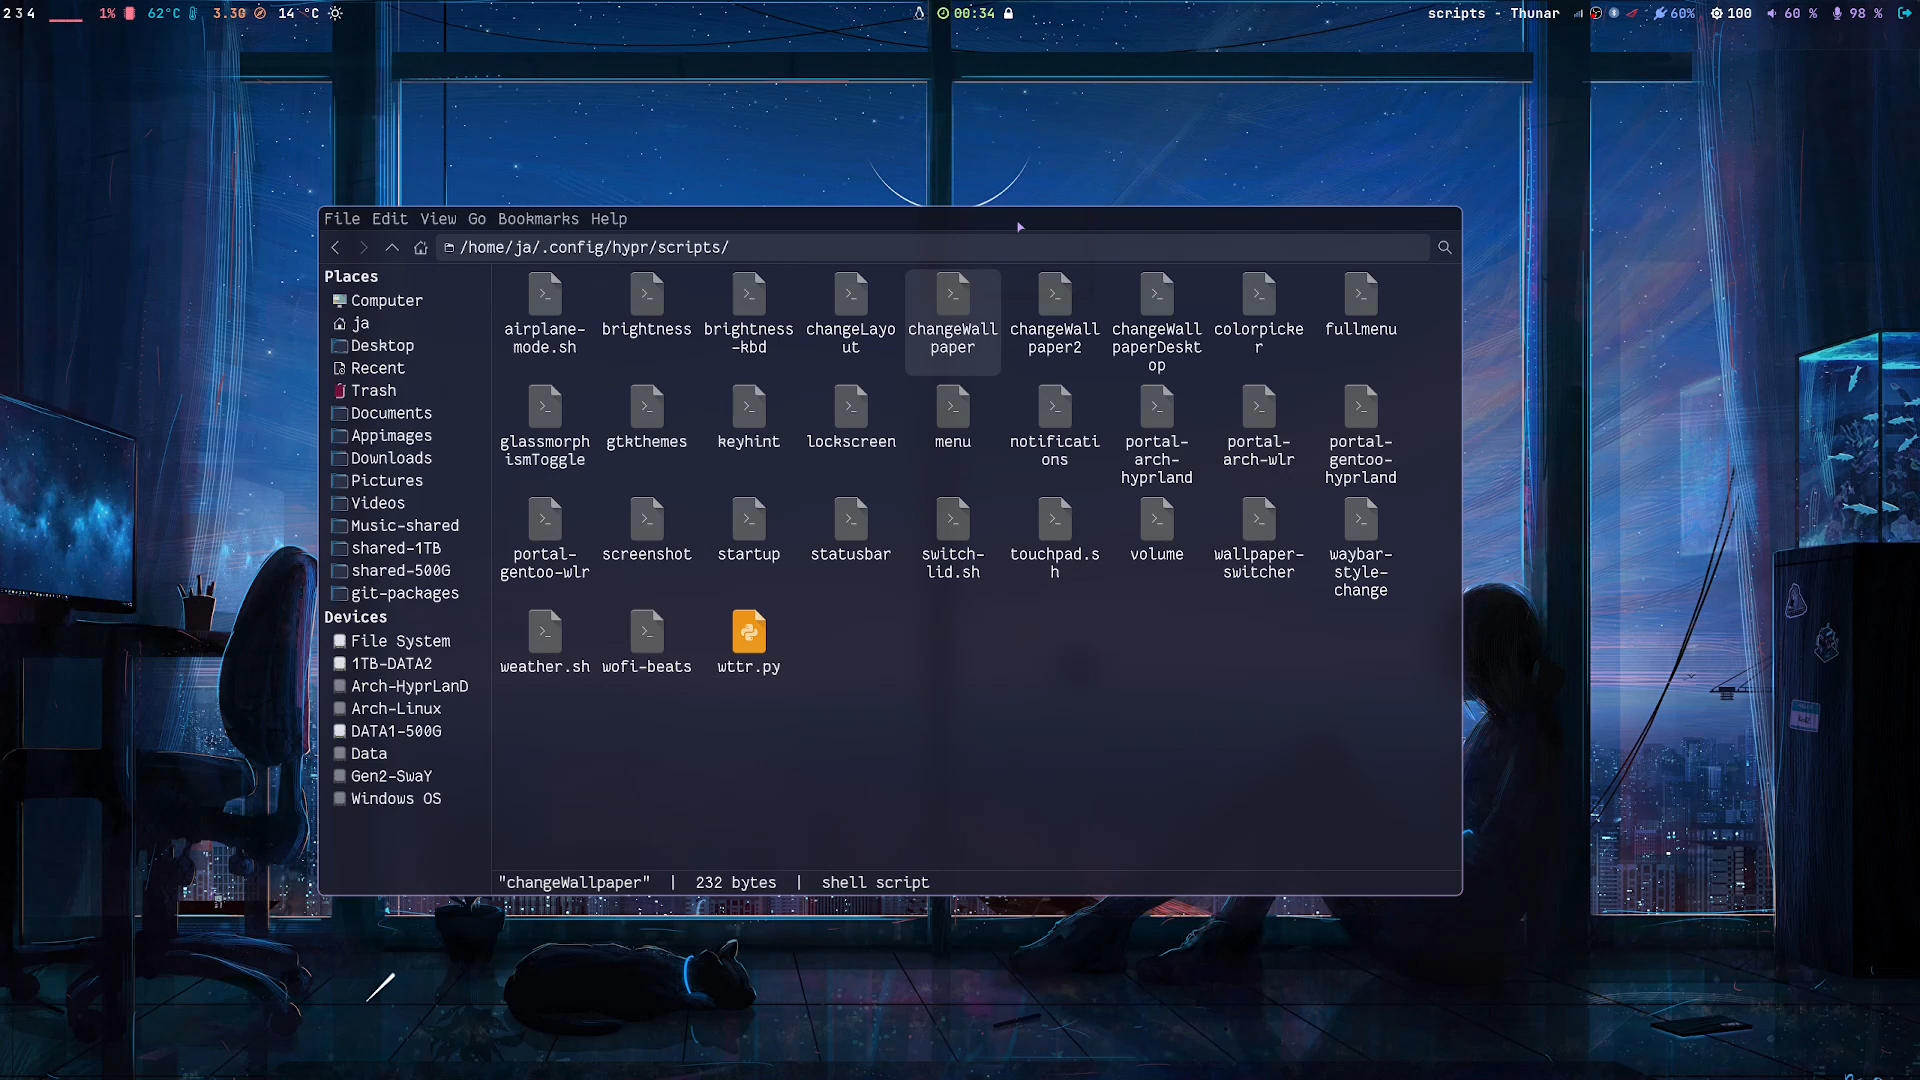 2 3 4 1% 62°C 3.3G 14 °C 00:34 scripts - Thunar 60% 100 60 % 98 %
File Edit View Go Bookmarks Help
/home/ja/.config/hypr/scripts/
Places
Computer
ja
Desktop
Recent
Trash
Documents
Appimages
Downloads
Pictures
Videos
Music-shared
shared-1TB
shared-500G
git-packages
Devices
File System
1TB-DATA2
Arch-HyprLanD
Arch-Linux
DATA1-500G
Data
Gen2-SwaY
Windows OS
airplane-
mode.sh
brightness
brightness
-kbd
changeLayo
ut
changeWall
paper
changeWall
paper2
changeWall
paperDeskt
op
colorpicke
r
fullmenu
glassmorph
ismToggle
gtkthemes
keyhint
lockscreen
menu
notificati
ons
portal-
arch-
hyprland
portal-
arch-wlr
portal-
gentoo-
hyprland
portal-
gentoo-wlr
screenshot
startup
statusbar
switch-
lid.sh
touchpad.s
h
volume
wallpaper-
switcher
waybar-
style-
change
weather.sh
wofi-beats
wttr.py
"changeWallpaper" | 232 bytes | shell script